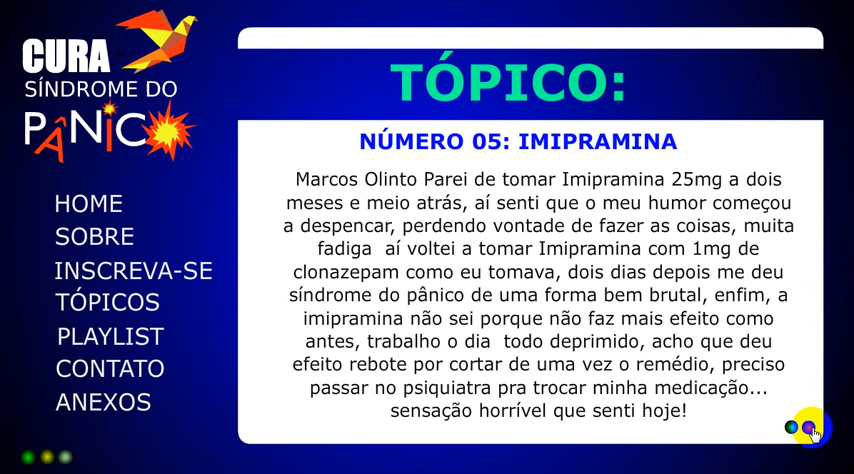 CURA
SÍNDROME DO
PÂNICO
HOME
SOBRE
INSCREVA-SE
TÓPICOS
PLAYLIST
CONTATO
ANEXOS
TÓPICO:
NÚMERO 05: IMIPRAMINA
Marcos Olinto Parei de tomar Imipramina 25mg a dois
meses e meio atrás, aí senti que o meu humor começou
a despencar, perdendo vontade de fazer as coisas, muita
fadiga  aí voltei a tomar Imipramina com 1mg de
clonazepam como eu tomava, dois dias depois me deu
síndrome do pânico de uma forma bem brutal, enfim, a
imipramina não sei porque não faz mais efeito como
antes, trabalho o dia  todo deprimido, acho que deu
efeito rebote por cortar de uma vez o remédio, preciso
passar no psiquiatra pra trocar minha medicação...
sensação horrível que senti hoje!